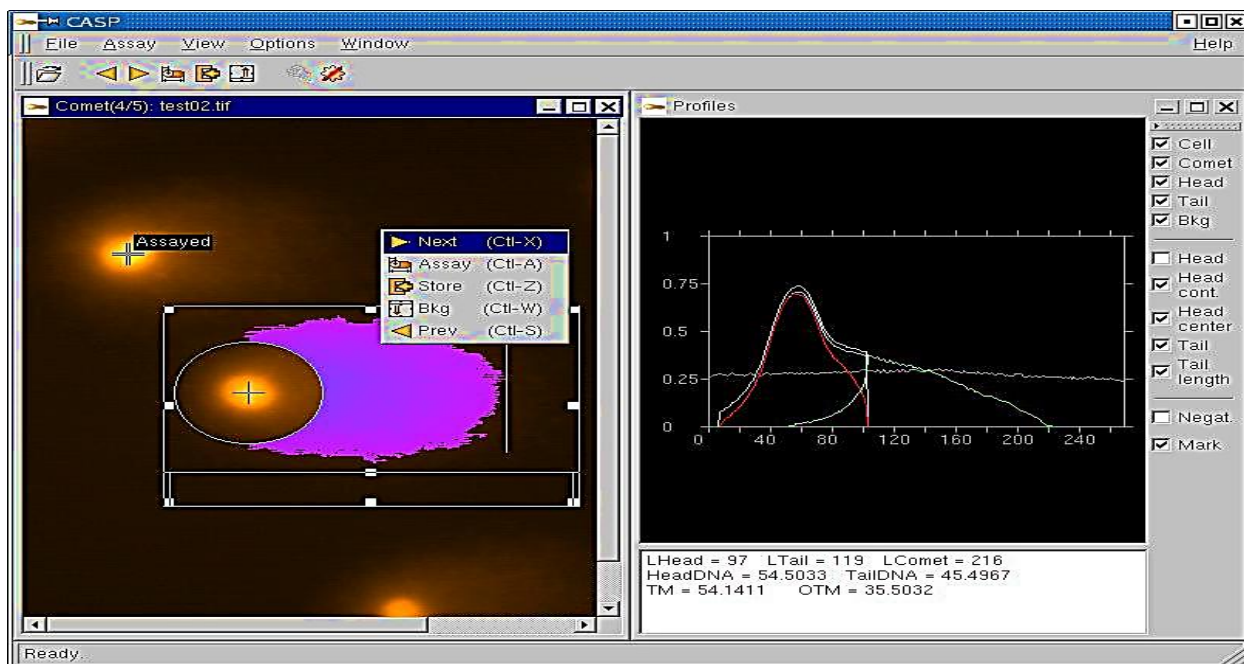 CASP
File Assay View Options Window Help
Comet(4/5): test02.tif
Assayed
Next (Ctl-X)
Assay (Ctl-A)
Store (Ctl-Z)
Bkg (Ctl-W)
Prev (Ctl-S)
Profiles
1
0.75
0.5
0.25
0
0 40 80 120 160 200 240
Cell
Comet
Head
Tail
Bkg
Head
Head
cont.
Head
center
Tail
Tail
length
Negat.
Mark
LHead = 97 LTail = 119 LComet = 216
HeadDNA = 54.5033 TailDNA = 45.4967
TM = 54.1411 OTM = 35.5032
Ready.